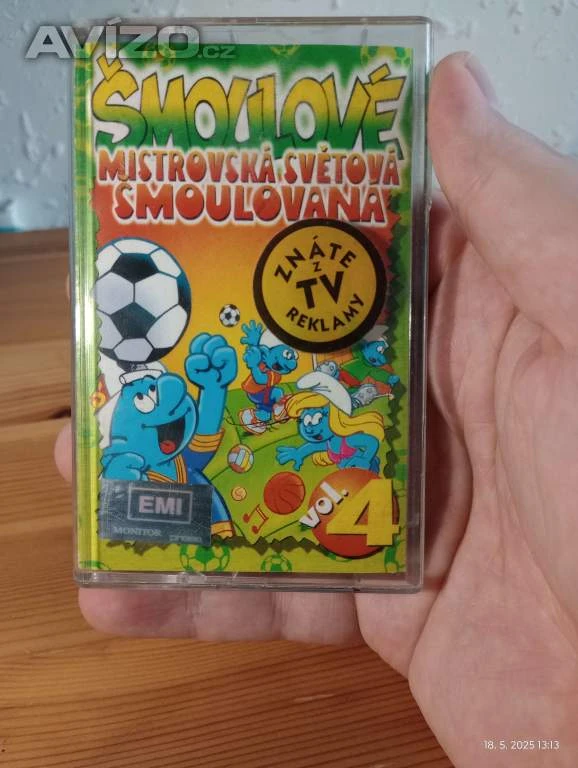 AVÍZO.cz
ŠMOULOVÉ
MISTROVSKÁ SVĚTOVÁ
ŠMOULOVANÁ
ZNÁTE
Z
TV
REKLAMY
EMI
MONITOR
vol. 4
18. 5. 2025 13:13